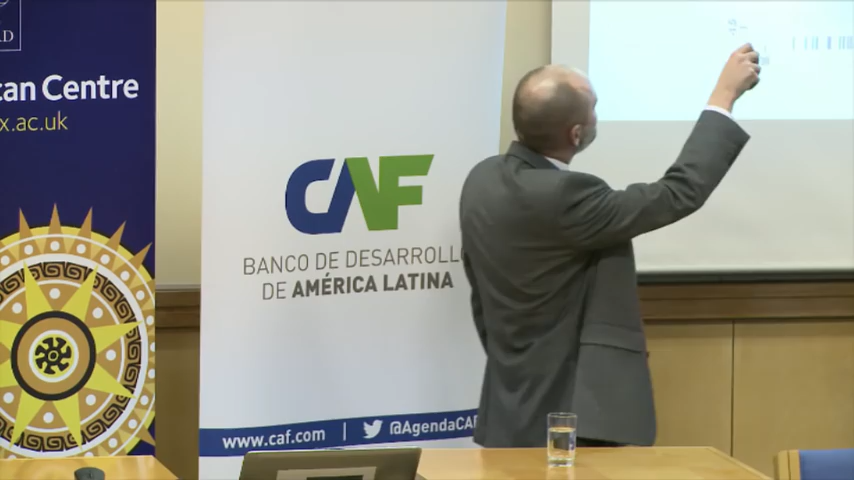 can Centre
x.ac.uk
CAF
BANCO DE DESARROLLO
DE AMÉRICA LATINA
www.caf.com | @AgendaCAF